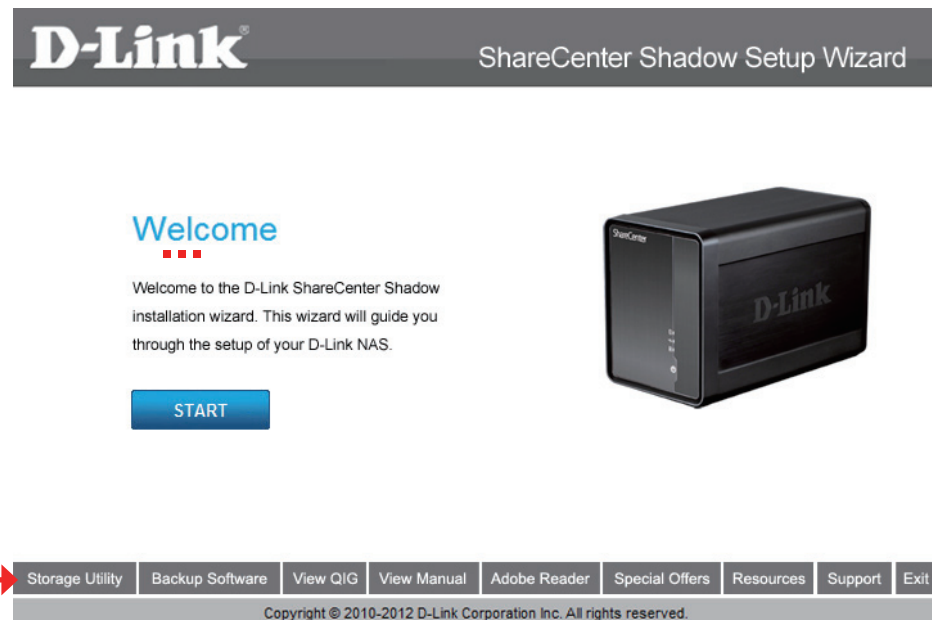 D-Link®
ShareCenter Shadow Setup Wizard
Welcome
Welcome to the D-Link ShareCenter Shadow
installation wizard. This wizard will guide you
through the setup of your D-Link NAS.
START
ShareCenter
D-Link
Storage Utility
Backup Software
View QIG
View Manual
Adobe Reader
Special Offers
Resources
Support
Exit
Copyright © 2010-2012 D-Link Corporation Inc. All rights reserved.